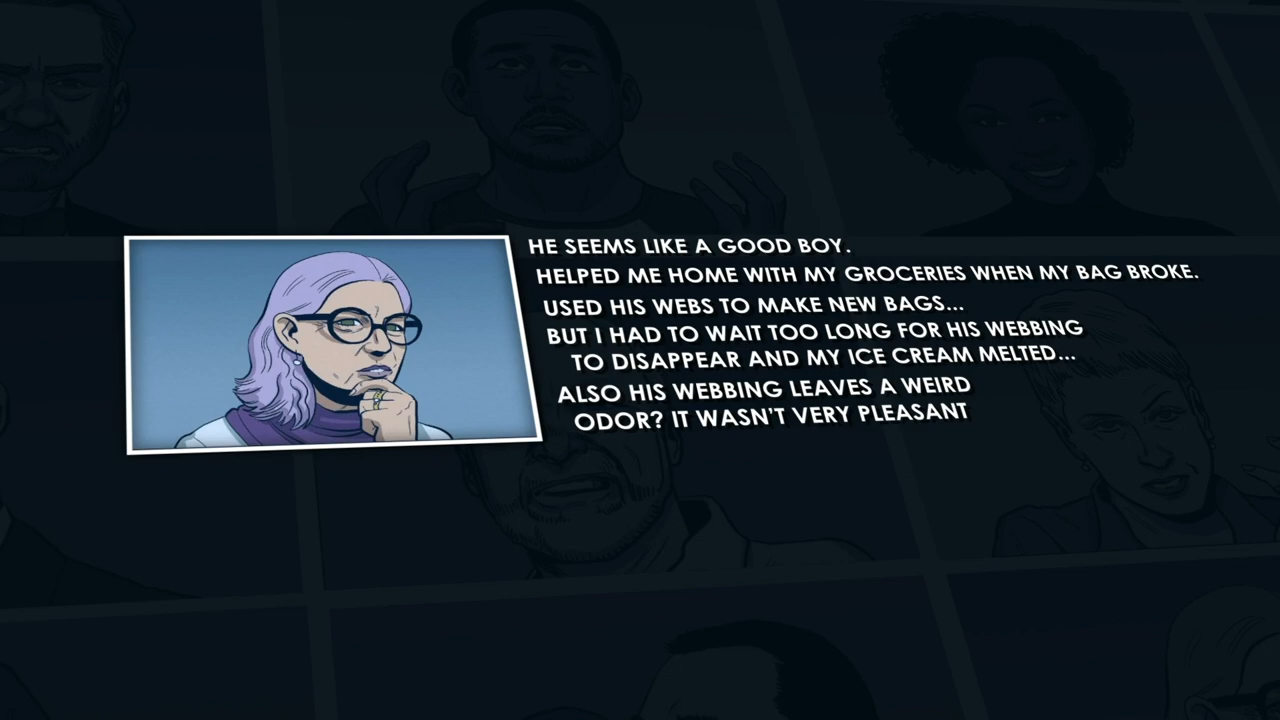 HE SEEMS LIKE A GOOD BOY.
HELPED ME HOME WITH MY GROCERIES WHEN MY BAG BROKE.
USED HIS WEBS TO MAKE NEW BAGS...
BUT I HAD TO WAIT TOO LONG FOR HIS WEBBING
TO DISAPPEAR AND MY ICE CREAM MELTED...
ALSO HIS WEBBING LEAVES A WEIRD
ODOR? IT WASN'T VERY PLEASANT